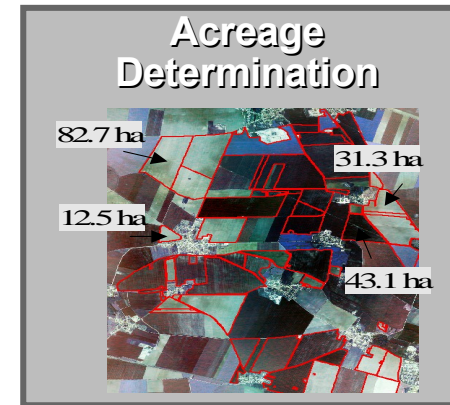 Acreage
Determination
82.7 ha
31.3 ha
12.5 ha
43.1 ha